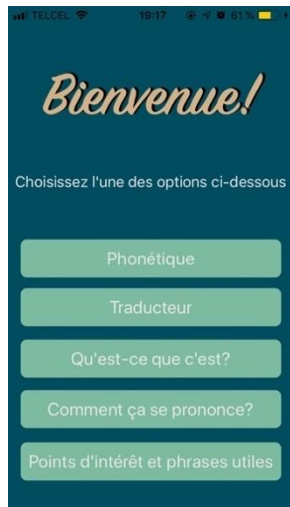 TELCEL 19:17 61 %
Bienvenue!
Choisissez l'une des options ci-dessous
Phonétique
Traducteur
Qu'est-ce que c'est?
Comment ça se prononce?
Points d'intérêt et phrases utiles